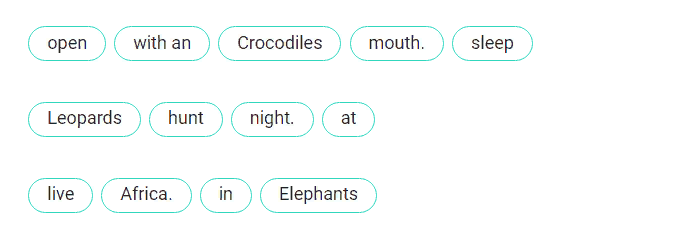 open with an Crocodiles mouth. sleep
Leopards hunt night. at
live Africa. in Elephants